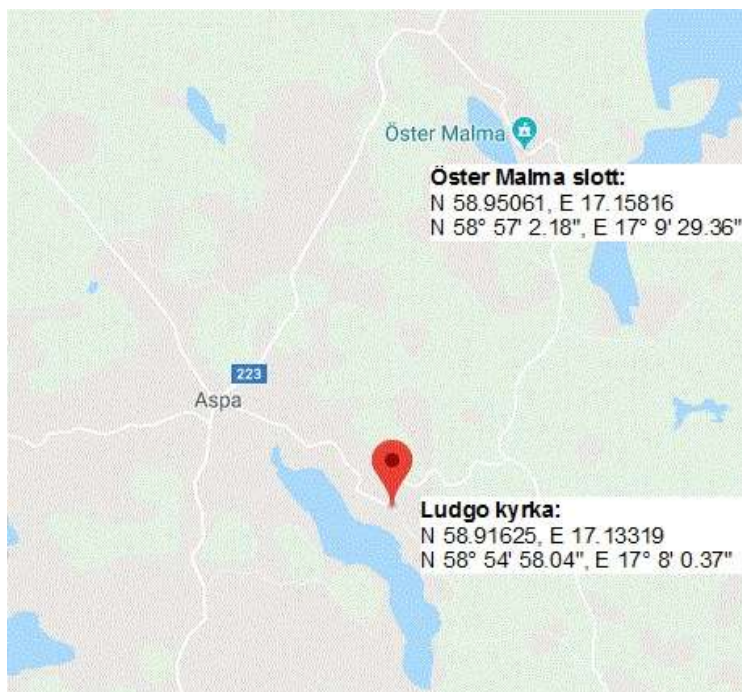 Öster Malma
Öster Malma slott:
N 58.95061, E 17.15816
N 58° 57' 2.18", E 17° 9' 29.36"
223
Aspa
Ludgo kyrka:
N 58.91625, E 17.13319
N 58° 54' 58.04", E 17° 8' 0.37"